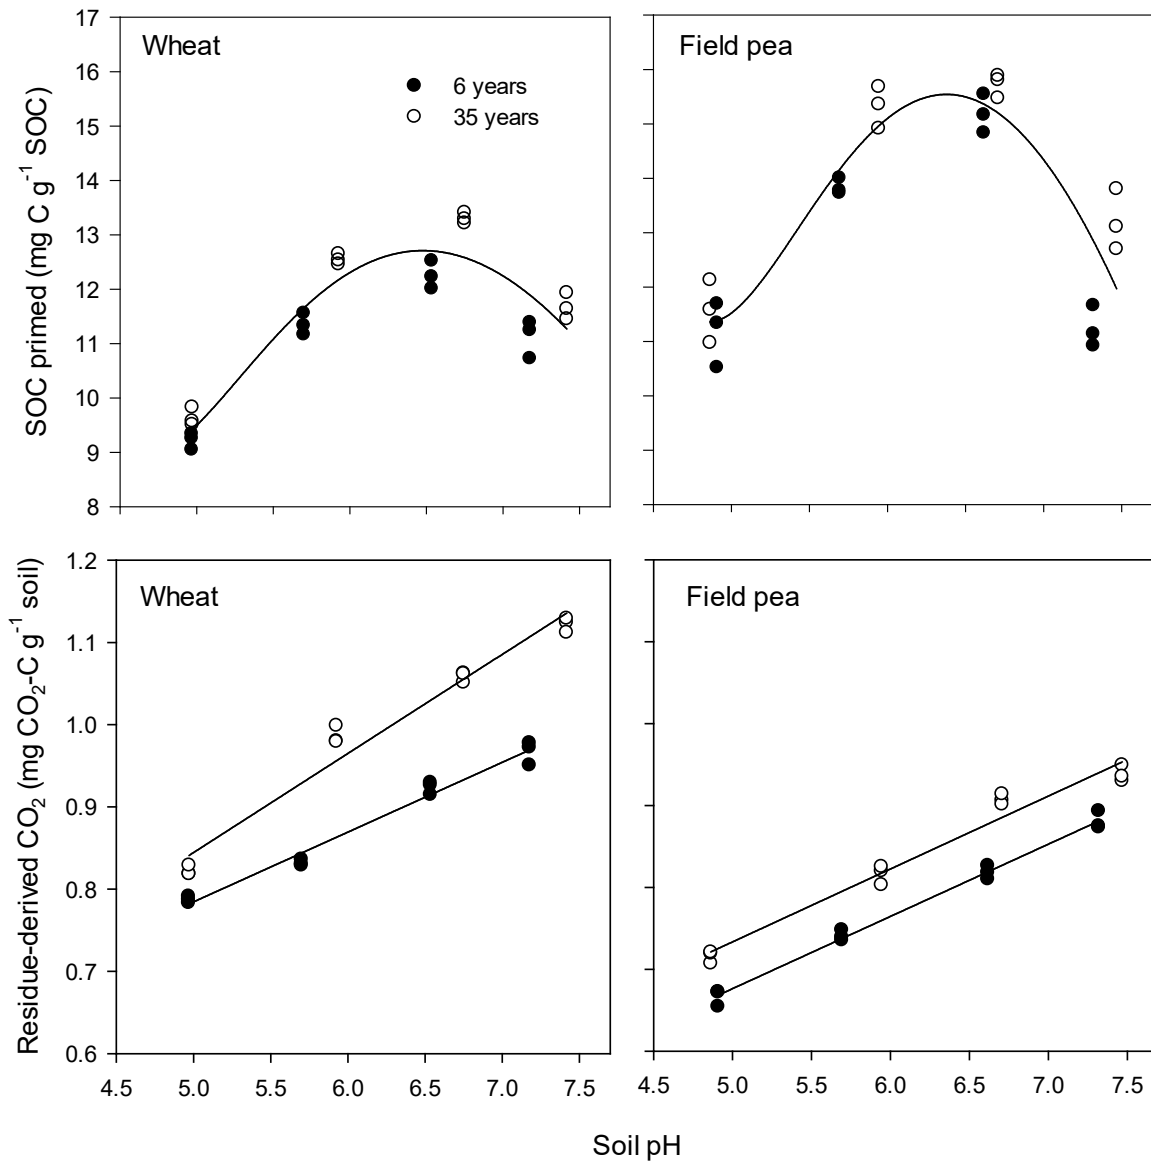 Wheat
6 years
35 years
SOC primed (mg C g⁻¹ SOC)
17
16
15
14
13
12
11
10
9
8
Field pea
Wheat
Residue-derived CO₂ (mg CO₂-C g⁻¹ soil)
1.2
1.1
1.0
0.9
0.8
0.7
0.6
4.5 5.0 5.5 6.0 6.5 7.0 7.5
Field pea
4.5 5.0 5.5 6.0 6.5 7.0 7.5
Soil pH